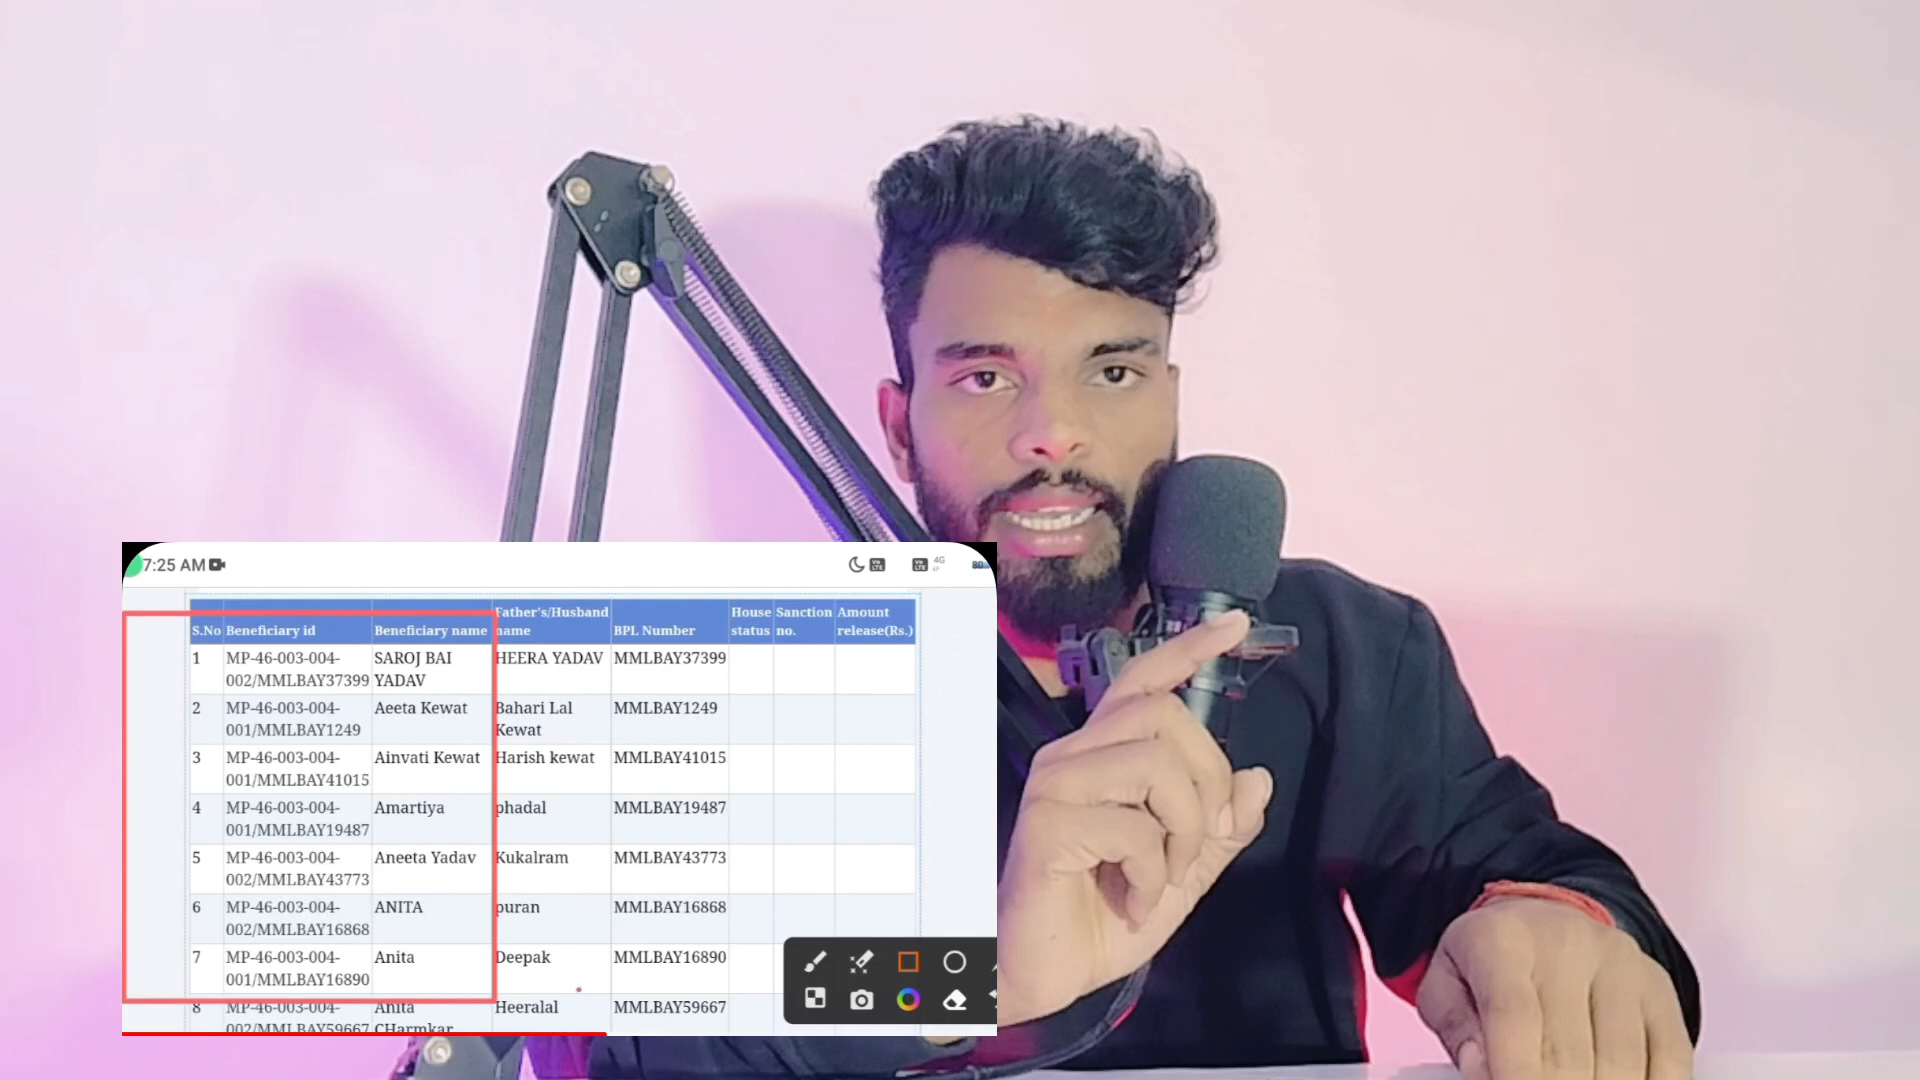 7:25 AM
4G
80
S.No Beneficiary id Beneficiary name Father's/Husband name BPL Number House status Sanction no. Amount release(Rs.)
1 MP-46-003-004-002/MMLBAY37399 SAROJ BAI YADAV HEERA YADAV MMLBAY37399
2 MP-46-003-004-001/MMLBAY1249 Aeeta Kewat Bahari Lal Kewat MMLBAY1249
3 MP-46-003-004-001/MMLBAY41015 Ainvati Kewat Harish kewat MMLBAY41015
4 MP-46-003-004-001/MMLBAY19487 Amartiya phadal MMLBAY19487
5 MP-46-003-004-002/MMLBAY43773 Aneeta Yadav Kukalram MMLBAY43773
6 MP-46-003-004-002/MMLBAY16868 ANITA puran MMLBAY16868
7 MP-46-003-004-001/MMLBAY16890 Anita Deepak MMLBAY16890
8 MP-46-003-004-002/MMLBAY59667 Anita CHarmkar Heeralal MMLBAY59667